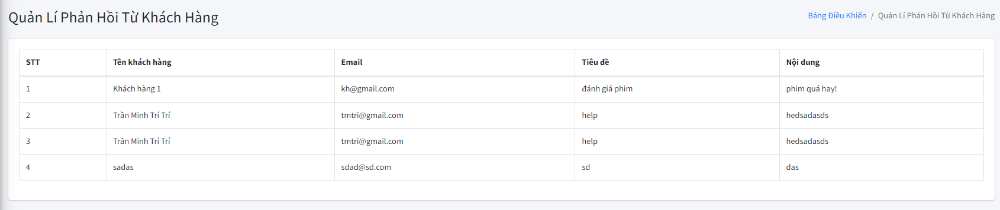 Quản Lí Phản Hồi Từ Khách Hàng
Bảng Điều Khiển / Quản Lí Phản Hồi Từ Khách Hàng
STT Tên khách hàng Email Tiêu đề Nội dung
1 Khách hàng 1 kh@gmail.com đánh giá phim phim quá hay!
2 Trần Minh Trí Trí tmtri@gmail.com help hedsadasds
3 Trần Minh Trí Trí tmtri@gmail.com help hedsadasds
4 sadas sdad@sd.com sd das